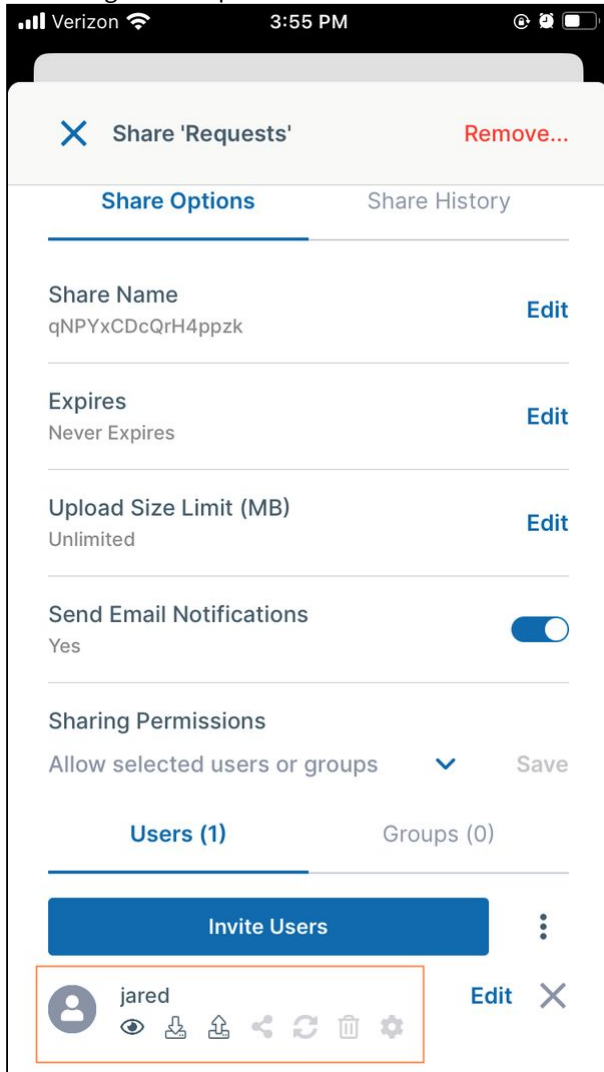 Verizon 3:55 PM
Share 'Requests' Remove...
Share Options Share History
Share Name
qNPYxCDcQrH4ppzk
Edit
Expires
Never Expires
Edit
Upload Size Limit (MB)
Unlimited
Edit
Send Email Notifications
Yes
Sharing Permissions
Allow selected users or groups Save
Users (1) Groups (0)
Invite Users
jared
Edit